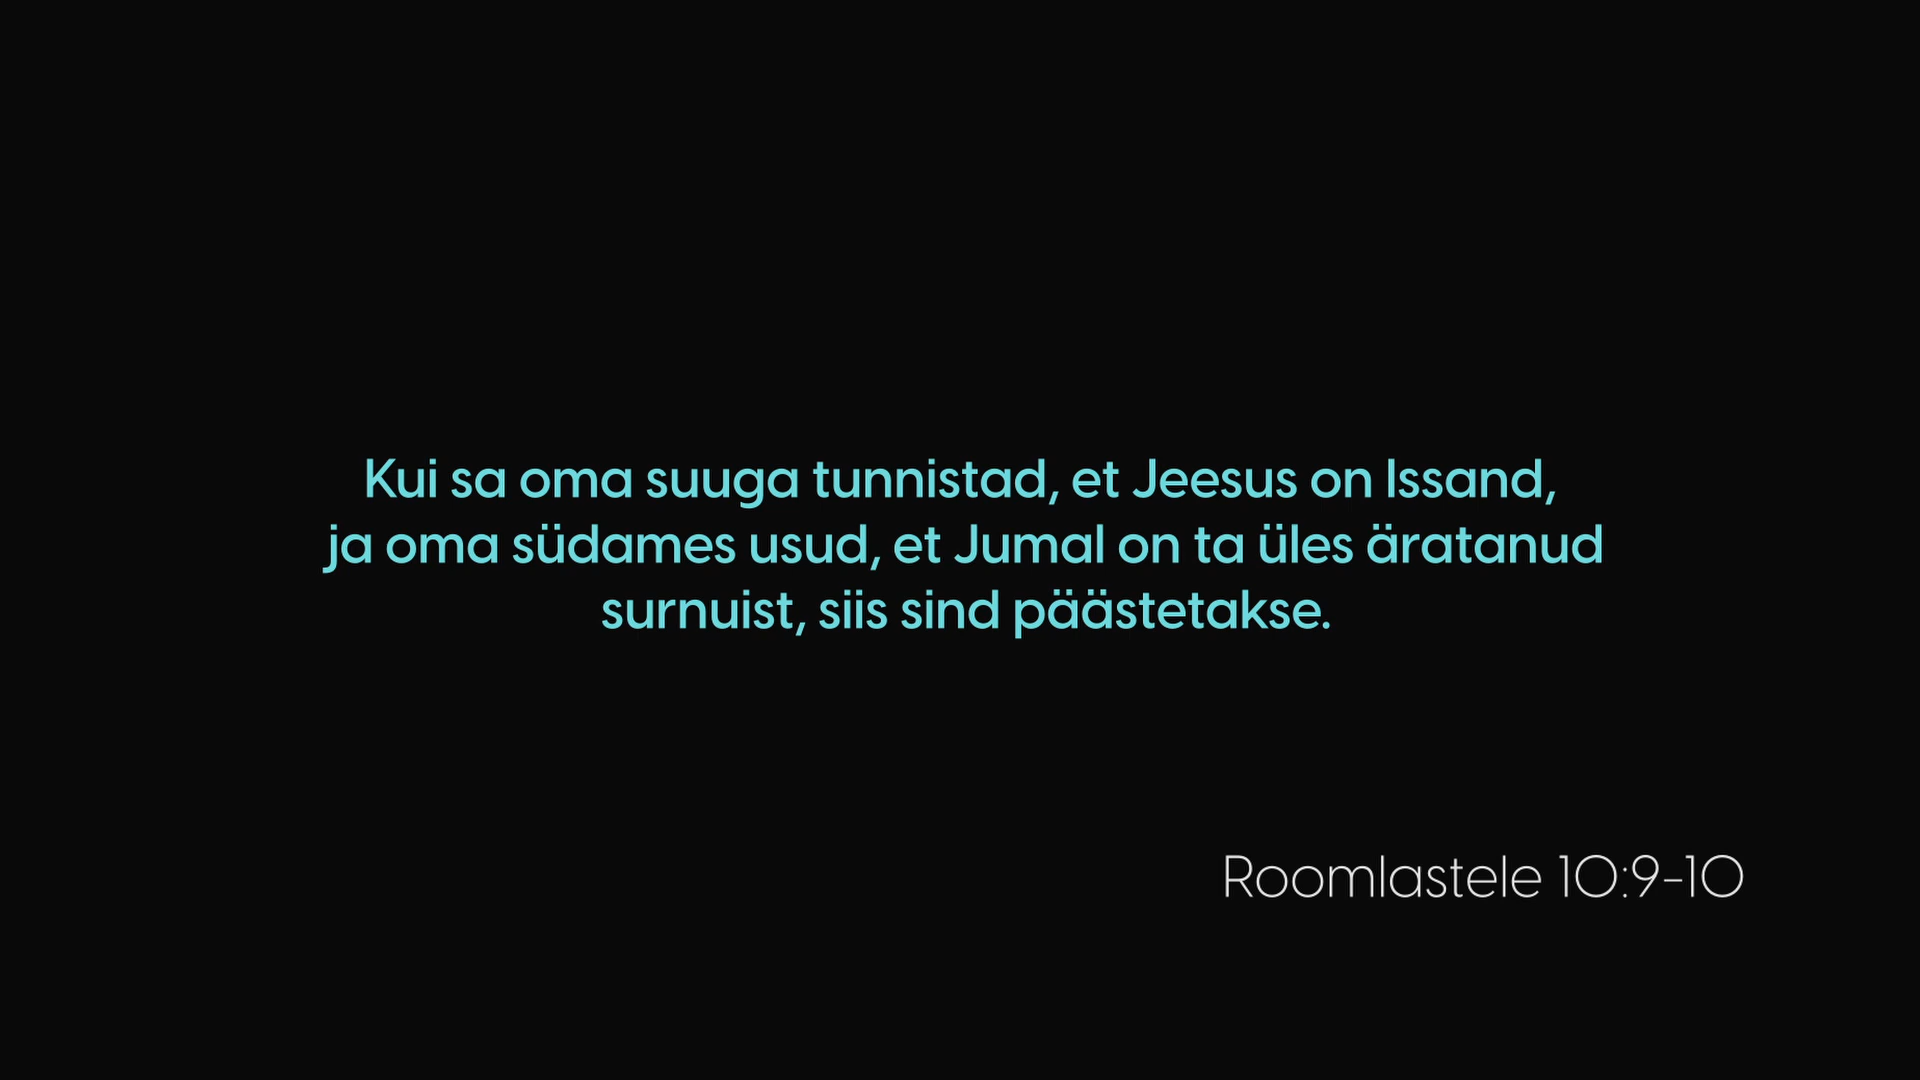 Kui sa oma suuga tunnistad, et Jeesus on Issand,
ja oma südames usud, et Jumal on ta üles äratanud
surnuist, siis sind päästetakse.
Roomlastele 10:9-10